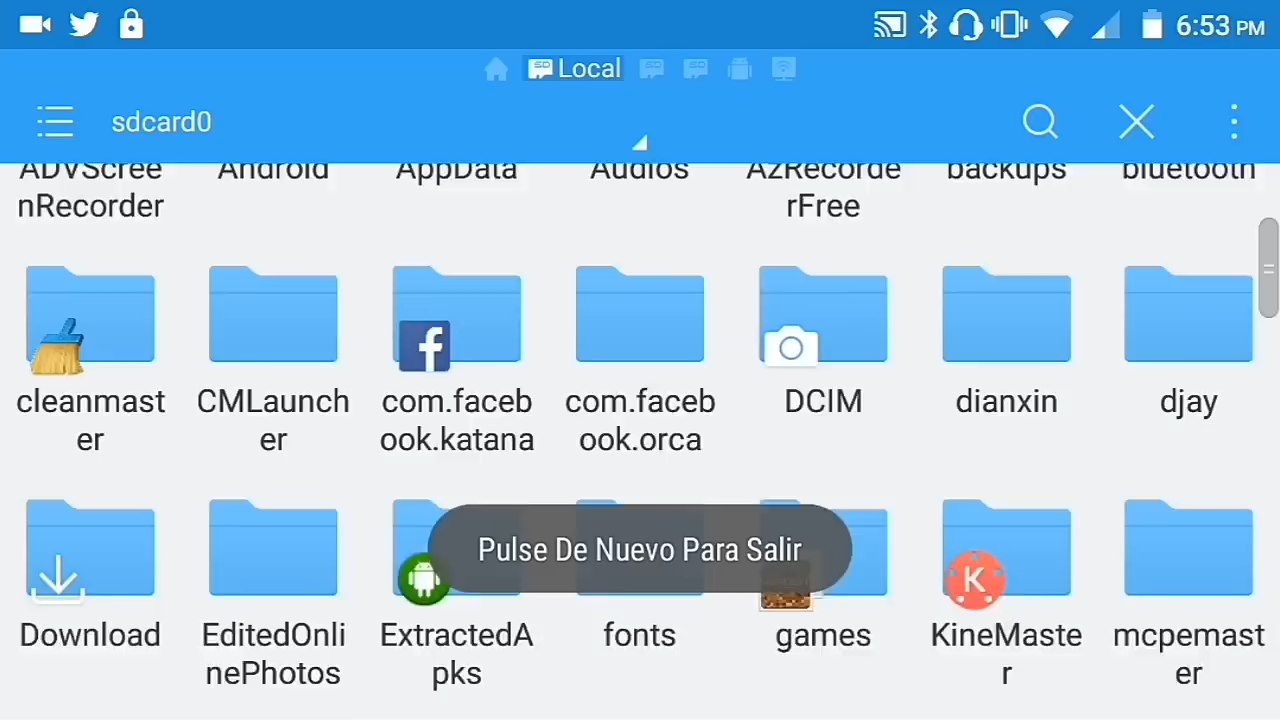 6:53 PM
Local
sdcard0
ADVScree
nRecorder
Android
AppData
Audios
AzRecorde
rFree
backups
bluetooth
cleanmast
er
CMLaunch
er
com.faceb
ook.katana
com.faceb
ook.orca
DCIM
dianxin
djay
Pulse De Nuevo Para Salir
Download
EditedOnli
nePhotos
ExtractedA
pks
fonts
games
KineMaste
r
mcpemast
er